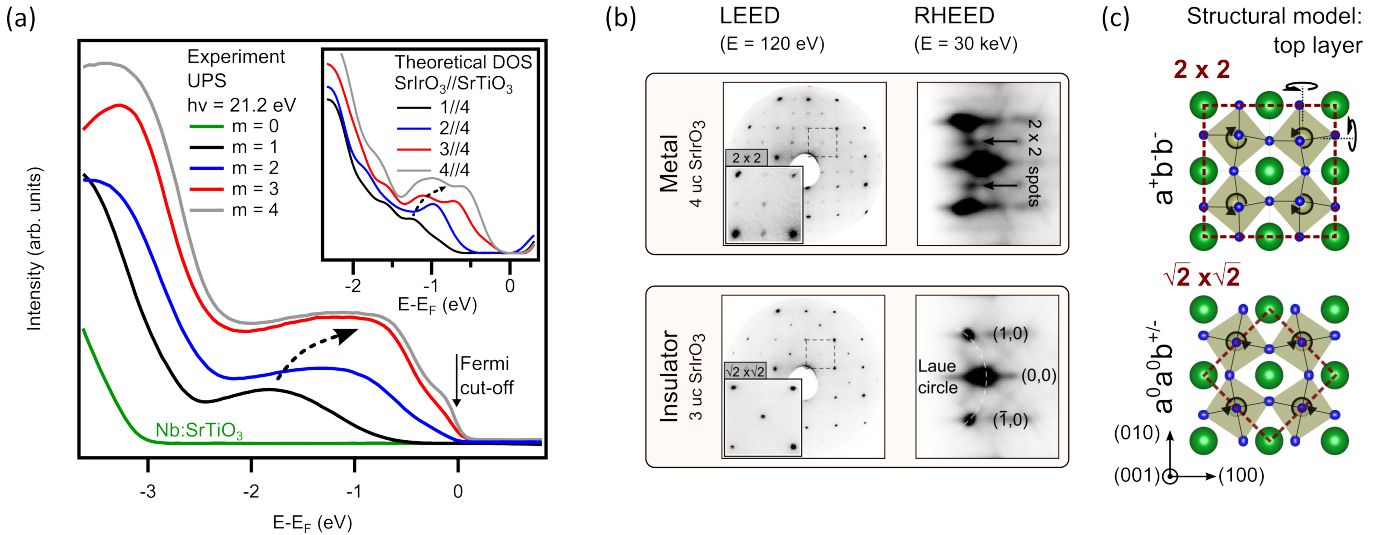 (a)
Experiment
UPS
hν = 21.2 eV
m = 0
m = 1
m = 2
m = 3
m = 4
Theoretical DOS
SrIrO₃//SrTiO₃
1//4
2//4
3//4
4//4
-2
-1
0
E-E_F (eV)
Fermi
cut-off
Nb:SrTiO₃
Intensity (arb. units)
-3
-2
-1
0
E-E_F (eV)
(b)
LEED
(E = 120 eV)
RHEED
(E = 30 keV)
Metal
4 uc SrIrO₃
2 x 2
2 x 2
spots
Insulator
3 uc SrIrO₃
√2 x√2
Laue
circle
(1,0)
(0,0)
(1̄,0)
(c)
Structural model:
top layer
2 x 2
a⁺b⁻b⁻
√2 x√2
a⁰a⁰b⁺/⁻
(010)
(001)
(100)